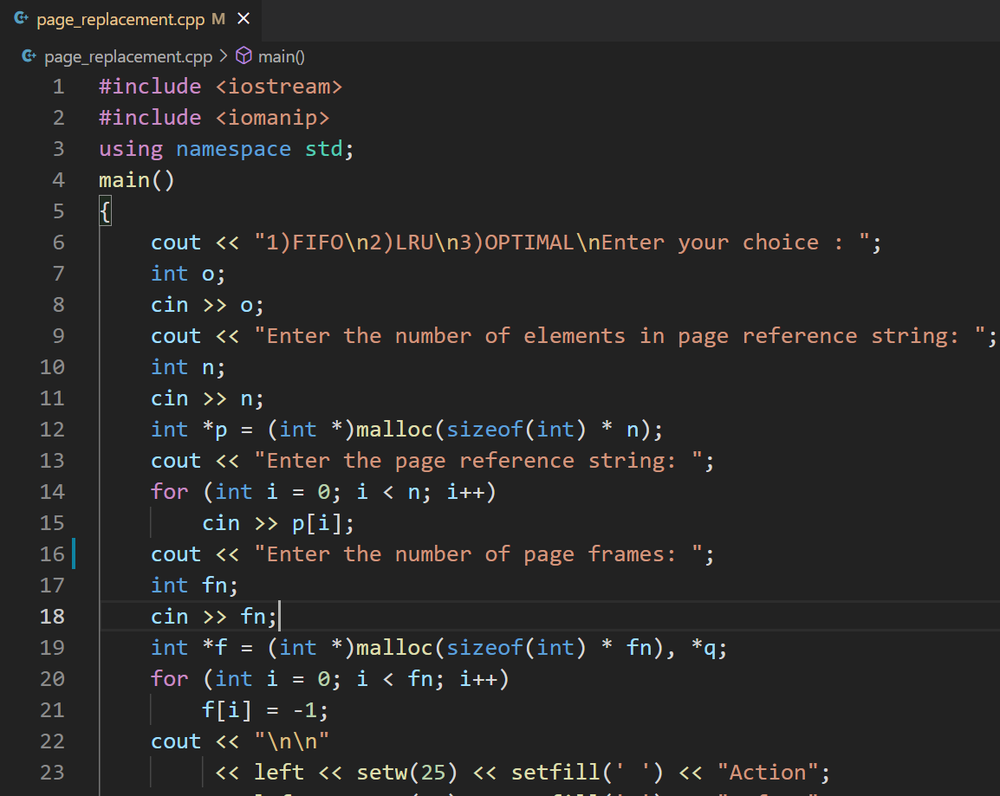 page_replacement.cpp M
page_replacement.cpp > main()
1 #include <iostream>
2 #include <iomanip>
3 using namespace std;
4 main()
5 {
6     cout << "1)FIFO\n2)LRU\n3)OPTIMAL\nEnter your choice : ";
7     int o;
8     cin >> o;
9     cout << "Enter the number of elements in page reference string: ";
10     int n;
11     cin >> n;
12     int *p = (int *)malloc(sizeof(int) * n);
13     cout << "Enter the page reference string: ";
14     for (int i = 0; i < n; i++)
15         cin >> p[i];
16     cout << "Enter the number of page frames: ";
17     int fn;
18     cin >> fn;
19     int *f = (int *)malloc(sizeof(int) * fn), *q;
20     for (int i = 0; i < fn; i++)
21         f[i] = -1;
22     cout << "\n\n"
23          << left << setw(25) << setfill(' ') << "Action";